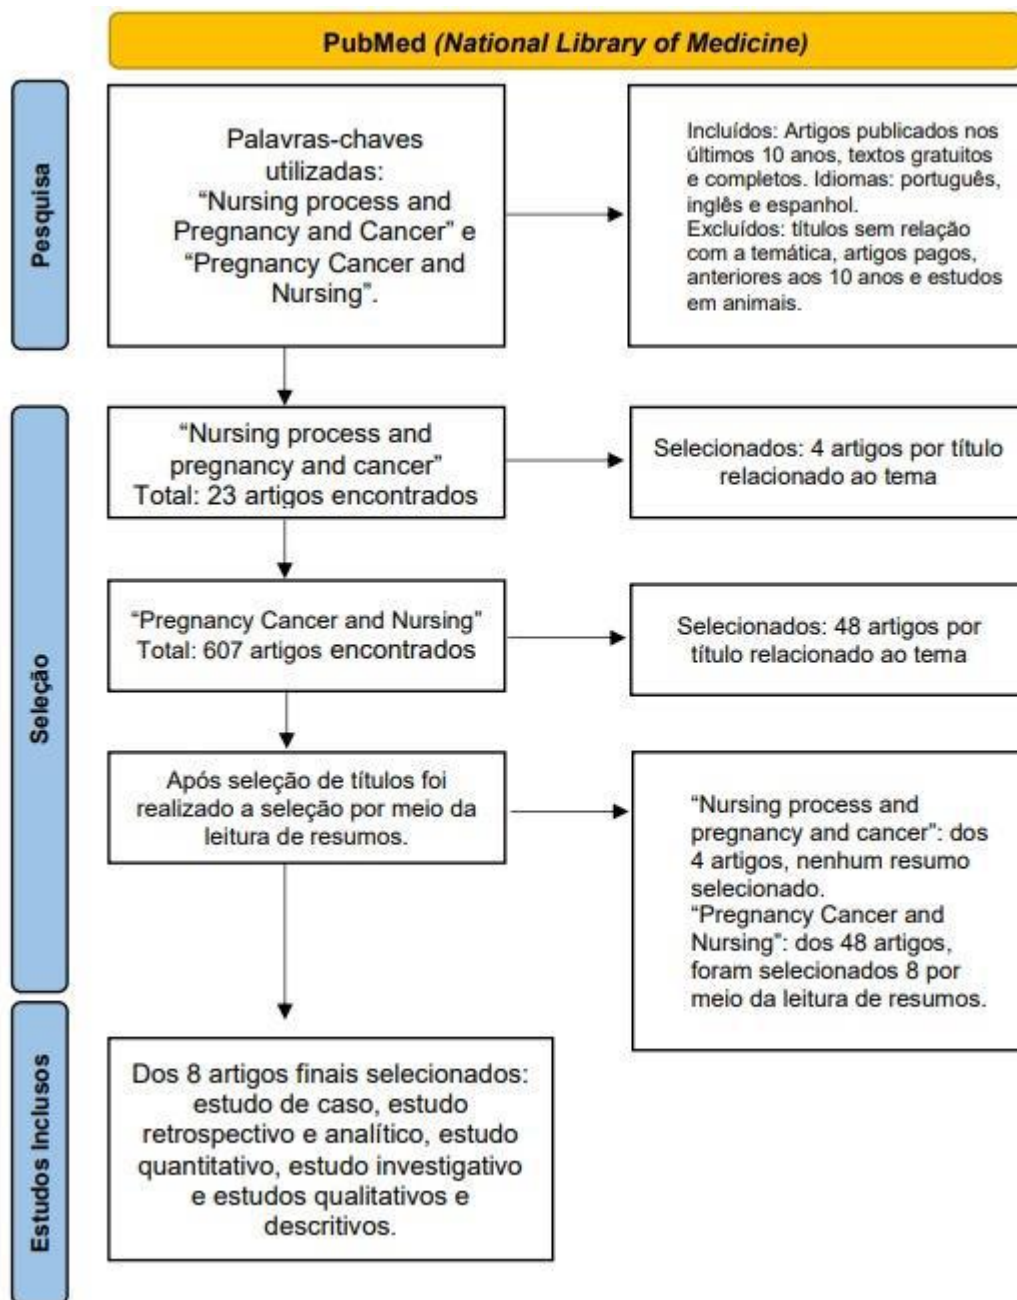 PubMed (National Library of Medicine)
Pesquisa
Palavras-chaves
utilizadas:
“Nursing process and
Pregnancy and Cancer” e
“Pregnancy Cancer and
Nursing”.
Incluídos: Artigos publicados nos
últimos 10 anos, textos gratuitos
e completos. Idiomas: português,
inglês e espanhol.
Excluídos: títulos sem relação
com a temática, artigos pagos,
anteriores aos 10 anos e estudos
em animais.
Seleção
“Nursing process and
pregnancy and cancer”
Total: 23 artigos encontrados
Selecionados: 4 artigos por título
relacionado ao tema
“Pregnancy Cancer and Nursing”
Total: 607 artigos encontrados
Selecionados: 48 artigos por
título relacionado ao tema
Após seleção de títulos foi
realizado a seleção por meio da
leitura de resumos.
“Nursing process and
pregnancy and cancer”: dos
4 artigos, nenhum resumo
selecionado.
“Pregnancy Cancer and
Nursing”: dos 48 artigos,
foram selecionados 8 por
meio da leitura de resumos.
Estudos Inclusos
Dos 8 artigos finais selecionados:
estudo de caso, estudo
retrospectivo e analítico, estudo
quantitativo, estudo investigativo
e estudos qualitativos e
descritivos.